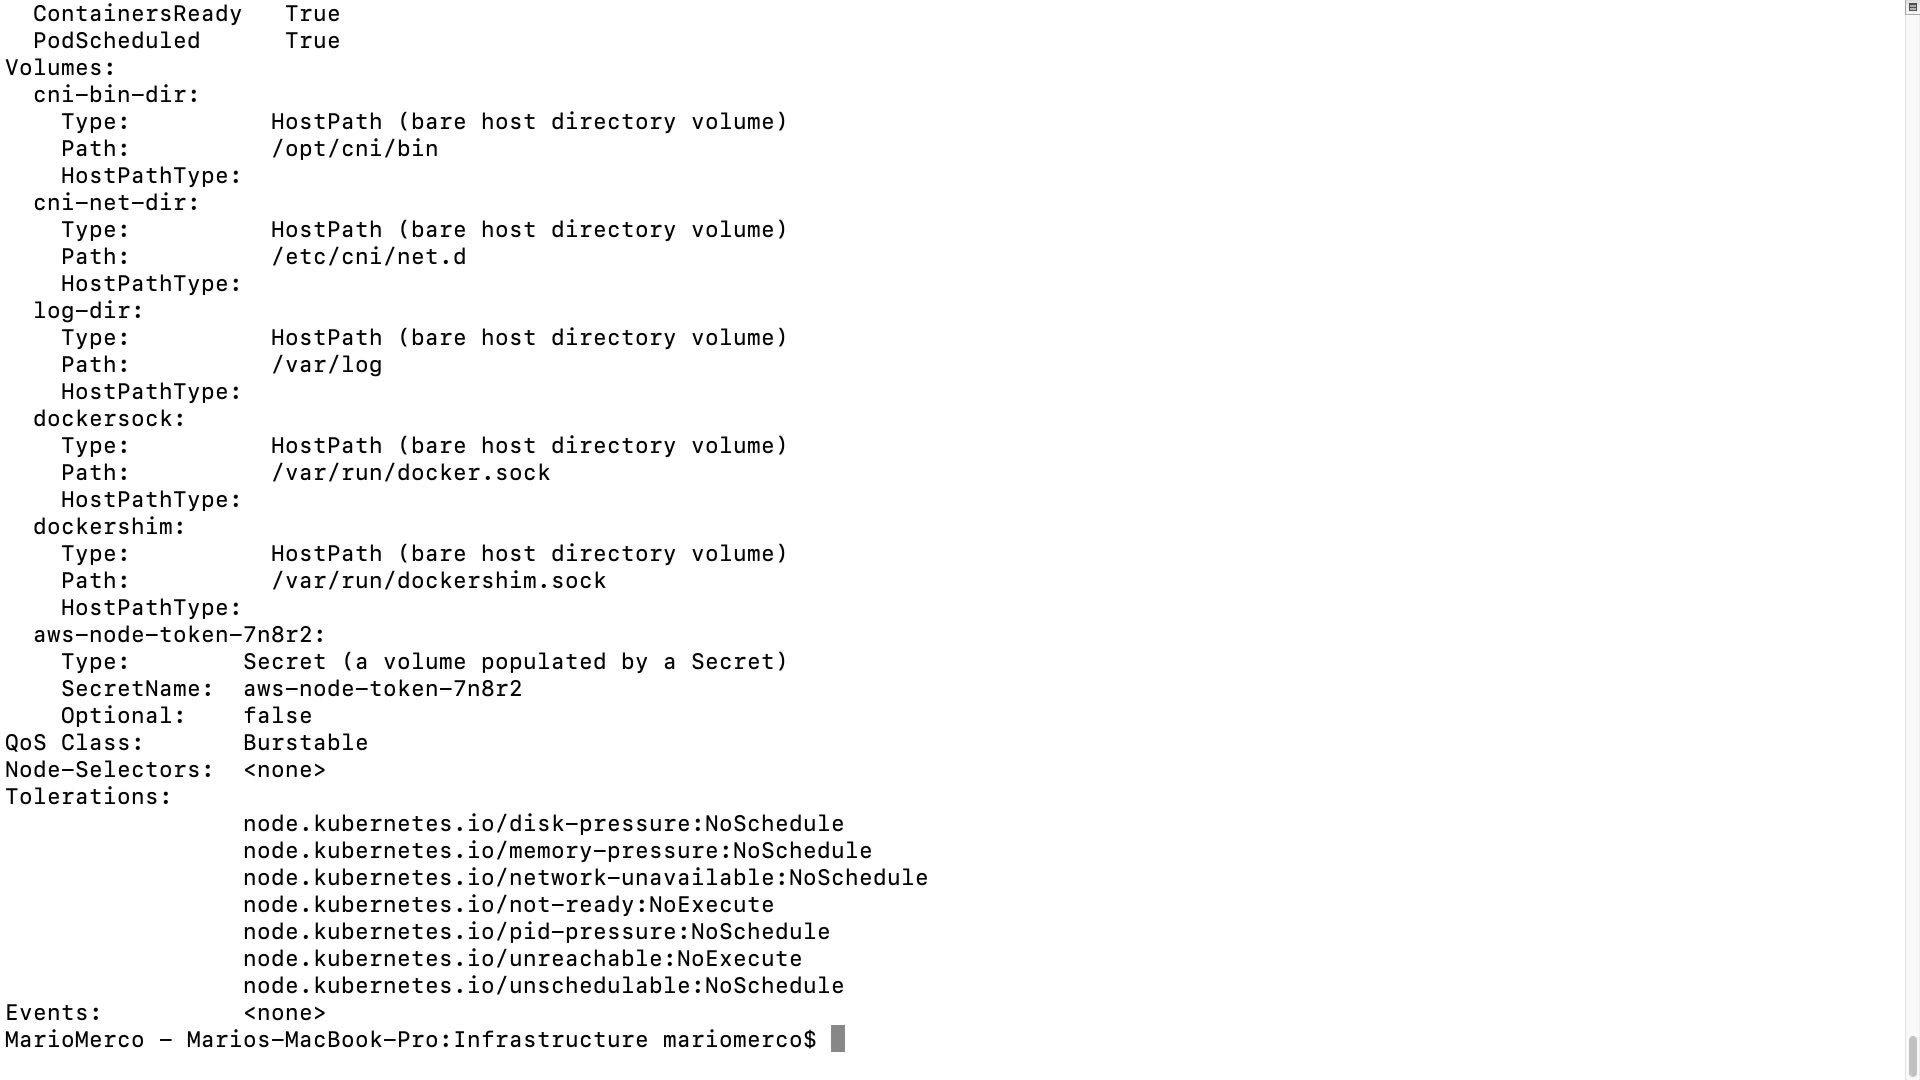 ContainersReady True
PodScheduled True
Volumes:
cni-bin-dir:
Type: HostPath (bare host directory volume)
Path: /opt/cni/bin
HostPathType:
cni-net-dir:
Type: HostPath (bare host directory volume)
Path: /etc/cni/net.d
HostPathType:
log-dir:
Type: HostPath (bare host directory volume)
Path: /var/log
HostPathType:
dockersock:
Type: HostPath (bare host directory volume)
Path: /var/run/docker.sock
HostPathType:
dockershim:
Type: HostPath (bare host directory volume)
Path: /var/run/dockershim.sock
HostPathType:
aws-node-token-7n8r2:
Type: Secret (a volume populated by a Secret)
SecretName: aws-node-token-7n8r2
Optional: false
QoS Class: Burstable
Node-Selectors: <none>
Tolerations:
node.kubernetes.io/disk-pressure:NoSchedule
node.kubernetes.io/memory-pressure:NoSchedule
node.kubernetes.io/network-unavailable:NoSchedule
node.kubernetes.io/not-ready:NoExecute
node.kubernetes.io/pid-pressure:NoSchedule
node.kubernetes.io/unreachable:NoExecute
node.kubernetes.io/unschedulable:NoSchedule
Events: <none>
MarioMerco - Marios-MacBook-Pro:Infrastructure mariomerco$